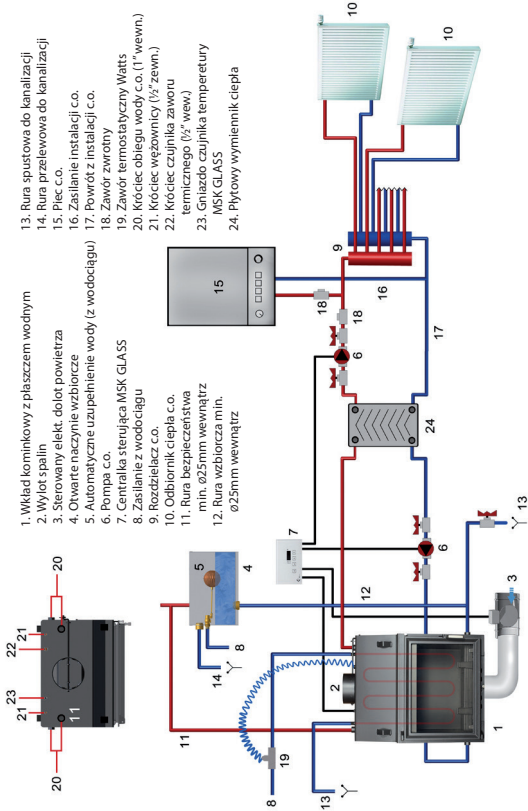 1. Wkład kominkowy z płaszczem wodnym
2. Wylot spalin
3. Sterowany elekt. dolot powietrza
4. Otwarte naczynie wzbiorcze
5. Automatyczne uzupełnienie wody (z wodociągu)
6. Pompa c.o.
7. Centralka sterująca MSK GLASS
8. Zasilanie z wodociągu
9. Rozdzielacz c.o.
10. Odbiornik ciepła c.o.
11. Rura bezpieczeństwa
min. ø25mm wewnątrz
12. Rura wzbiorcza min.
ø25mm wewnątrz
13. Rura spustowa do kanalizacji
14. Rura przelewowa do kanalizacji
15. Piec c.o.
16. Zasilanie instalacji c.o.
17. Powrót z instalacji c.o.
18. Zawór zwrotny
19. Zawór termostatyczny Watts
20. Króciec obiegu wody c.o. (1" wewn.)
21. Króciec wężownicy (½" zewn.)
22. Króciec czujnika zaworu
termicznego (½" wew.)
23. Gniazdo czujnika temperetury
MSK GLASS
24. Płytowy wymiennik ciepła
20
21
23
22
21
20
11
11
5
4
8
14
12
7
2
19
8
13
1
3
13
6
24
6
18
18
15
16
17
9
10
10